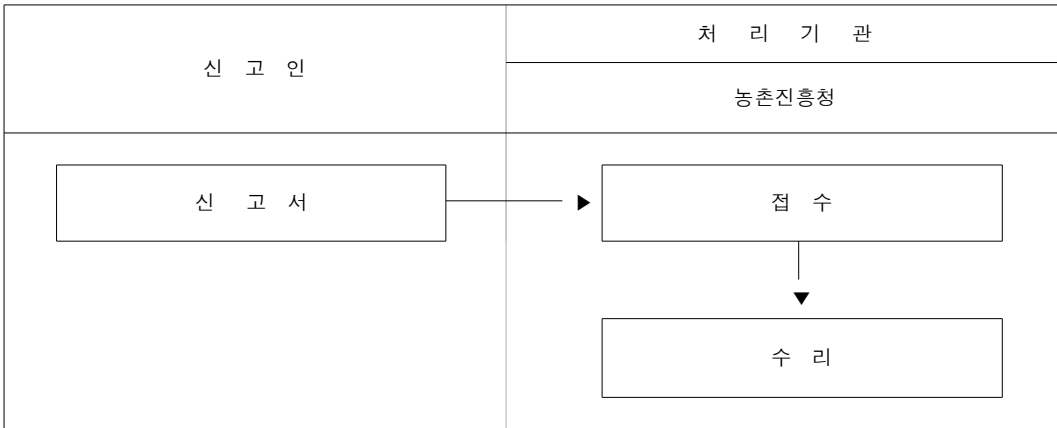 신 고 인
처 리 기 관
농촌진흥청
신 고 서
접 수
수 리